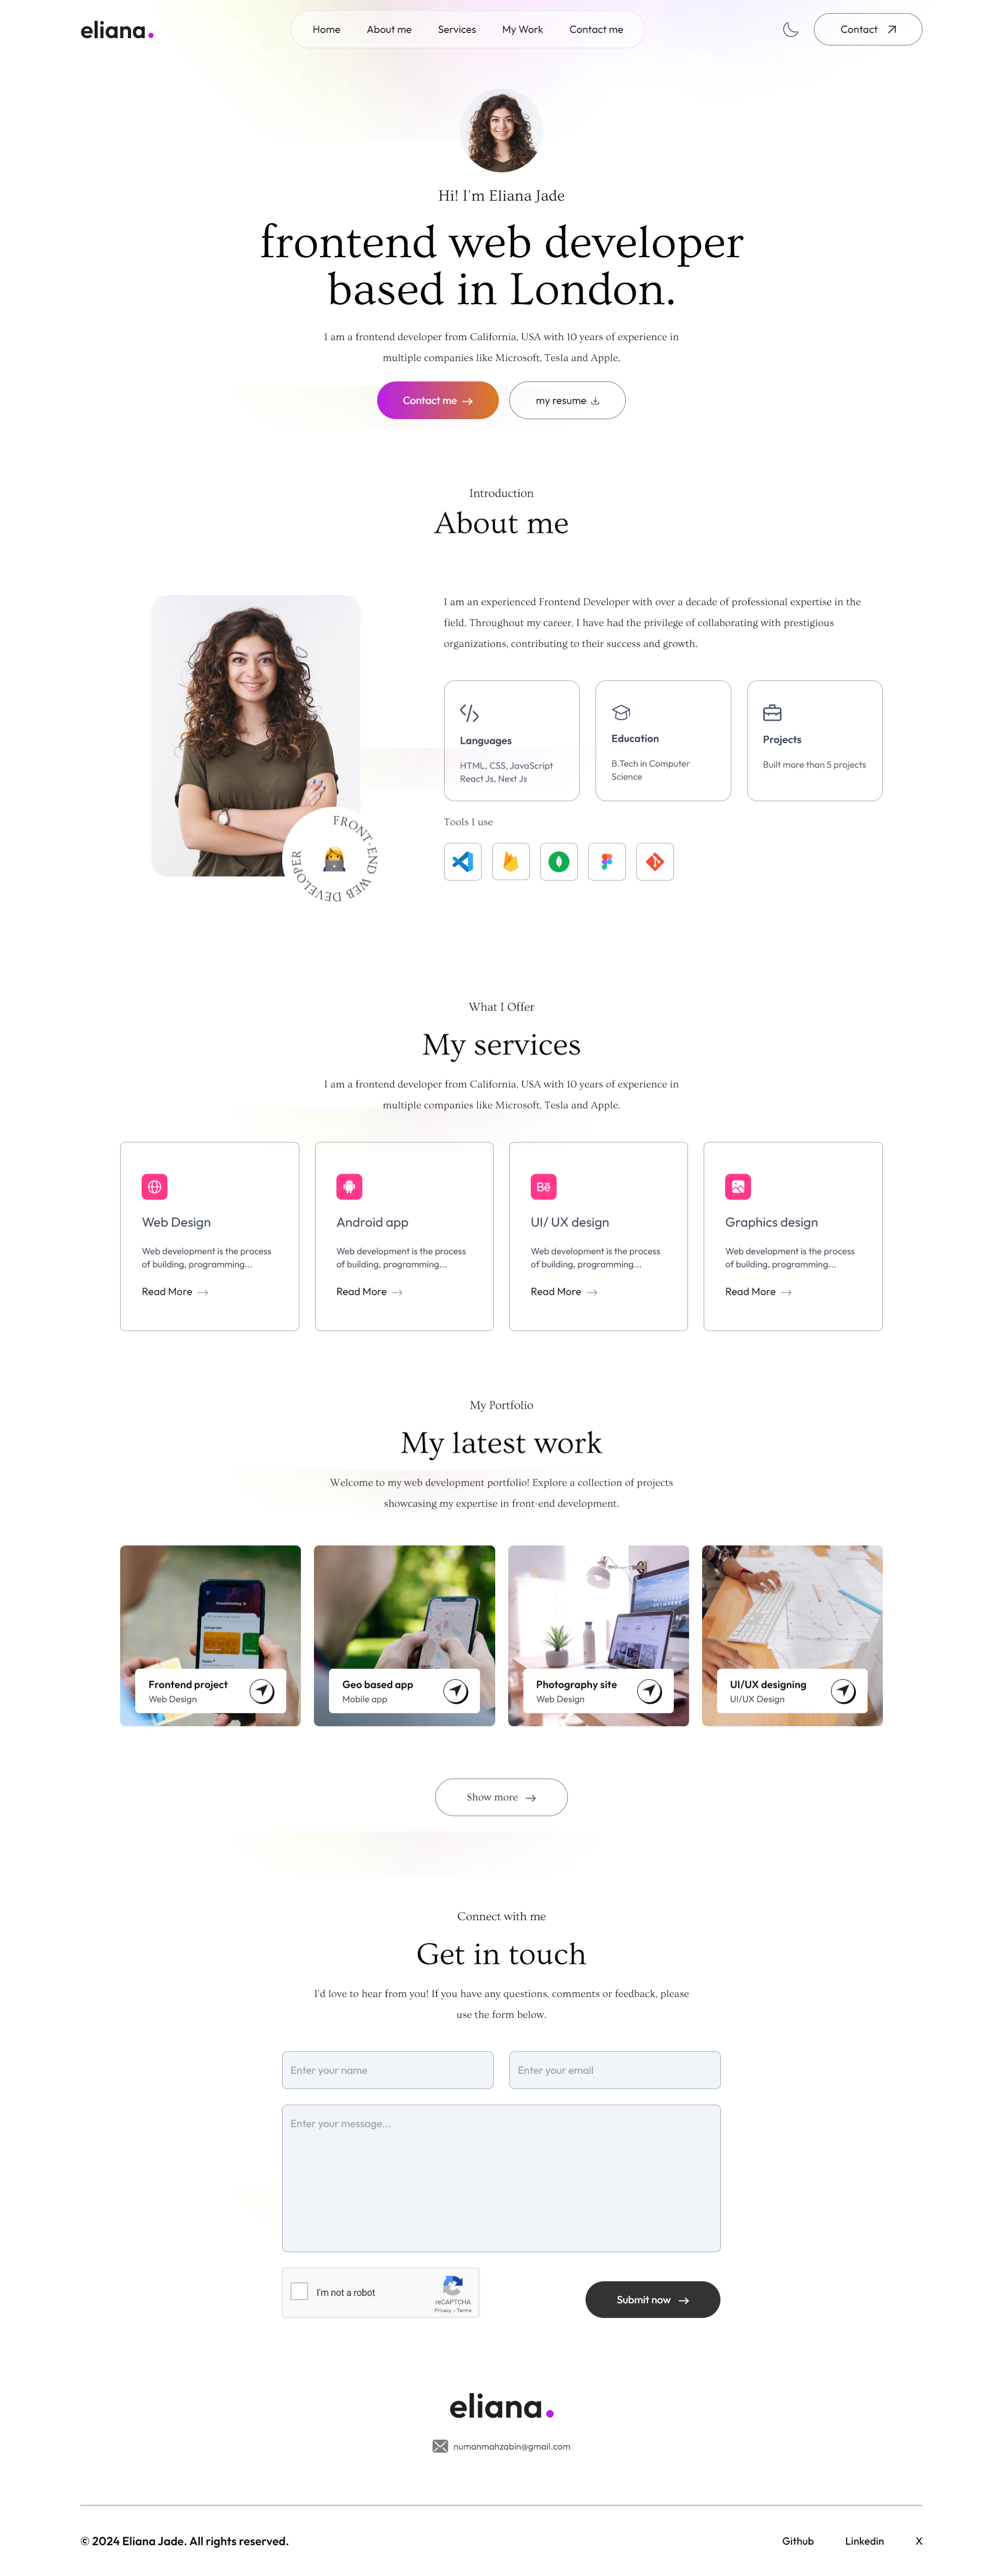 eliana.
Home About me Services My Work Contact me
Contact
Hi! I'm Eliana Jade
frontend web developer
based in London.
I am a frontend developer from California, USA with 10 years of experience in
multiple companies like Microsoft, Tesla and Apple.
Contact me
my resume
Introduction
About me
I am an experienced Frontend Developer with over a decade of professional expertise in the
field. Throughout my career, I have had the privilege of collaborating with prestigious
organizations, contributing to their success and growth.
Languages
HTML, CSS, JavaScript
React Js, Next Js
Education
B.Tech in Computer
Science
Projects
Built more than 5 projects
Tools I use
FRONT-END WEB DEVELOPER
What I Offer
My services
I am a frontend developer from California, USA with 10 years of experience in
multiple companies like Microsoft, Tesla and Apple.
Web Design
Web development is the process
of building, programming...
Read More
Android app
Web development is the process
of building, programming...
Read More
Bē
UI/ UX design
Web development is the process
of building, programming...
Read More
Graphics design
Web development is the process
of building, programming...
Read More
My Portfolio
My latest work
Welcome to my web development portfolio! Explore a collection of projects
showcasing my expertise in front-end development.
Frontend project
Web Design
Geo based app
Mobile app
Photography site
Web Design
UI/UX designing
UI/UX Design
Show more
Connect with me
Get in touch
I'd love to hear from you! If you have any questions, comments or feedback, please
use the form below.
Enter your name
Enter your email
Enter your message...
I'm not a robot
reCAPTCHA
Privacy - Terms
Submit now
eliana.
numanmahzabin@gmail.com
© 2024 Eliana Jade. All rights reserved.
Github Linkedin X